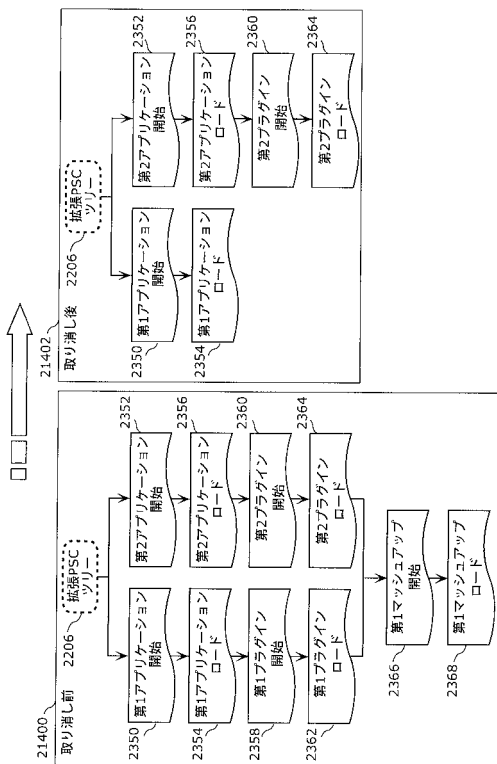 21400
取り消し前
2206
拡張PSC
ツリー
2350
第1アプリケーション
開始
2352
第2アプリケーション
開始
2354
第1アプリケーション
ロード
2356
第2アプリケーション
ロード
2358
第1プラグイン
開始
2360
第2プラグイン
開始
2362
第1プラグイン
ロード
2364
第2プラグイン
ロード
2366
第1マッシュアップ
開始
2368
第1マッシュアップ
ロード
21402
取り消し後
2206
拡張PSC
ツリー
2350
第1アプリケーション
開始
2352
第2アプリケーション
開始
2354
第1アプリケーション
ロード
2356
第2アプリケーション
ロード
2360
第2プラグイン
開始
2364
第2プラグイン
ロード